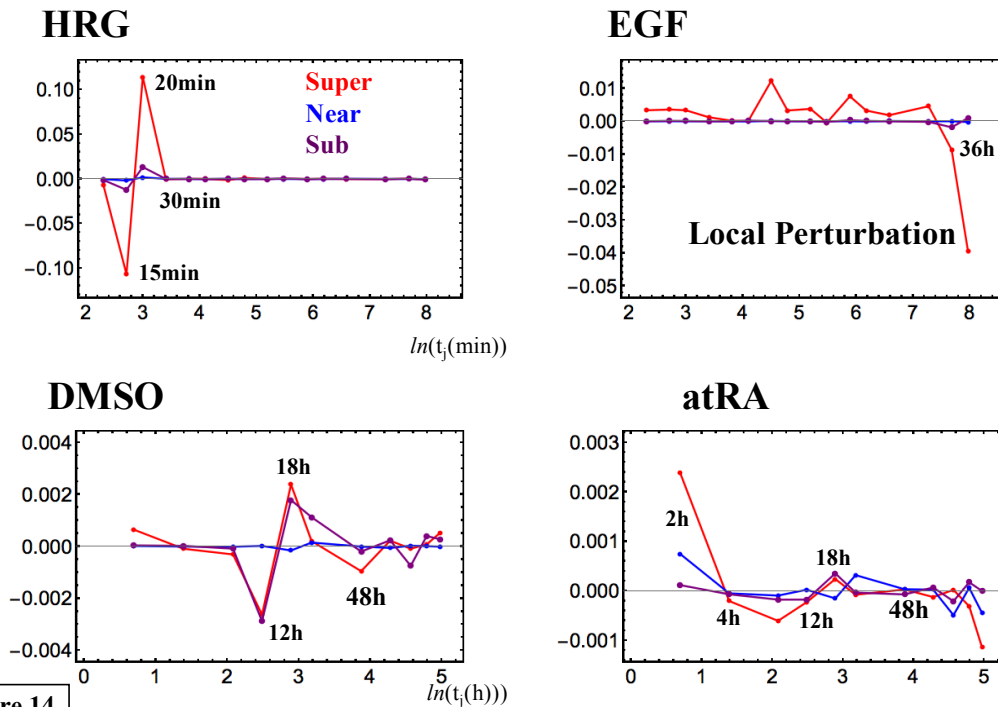 HRG
EGF
0.10
0.05
0.00
−0.05
−0.10
20min
Super
Near
Sub
30min
15min
2 3 4 5 6 7 8
ln(tj(min))
0.01
0.00
−0.01
−0.02
−0.03
−0.04
−0.05
36h
Local Perturbation
2 3 4 5 6 7 8
DMSO
atRA
0.004
0.002
0.000
−0.002
−0.004
18h
48h
12h
0 1 2 3 4 5
ln(tj(h)))
0.003
0.002
0.001
0.000
−0.001
2h
18h
4h
12h
48h
0 1 2 3 4 5
re 14